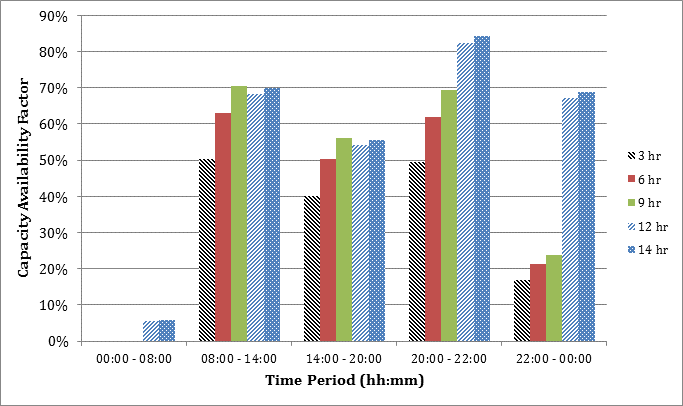 90%
80%
70%
60%
50%
40%
30%
20%
10%
0%
Capacity Availability Factor
00:00 - 08:00 08:00 - 14:00 14:00 - 20:00 20:00 - 22:00 22:00 - 00:00
Time Period (hh:mm)
3 hr
6 hr
9 hr
12 hr
14 hr